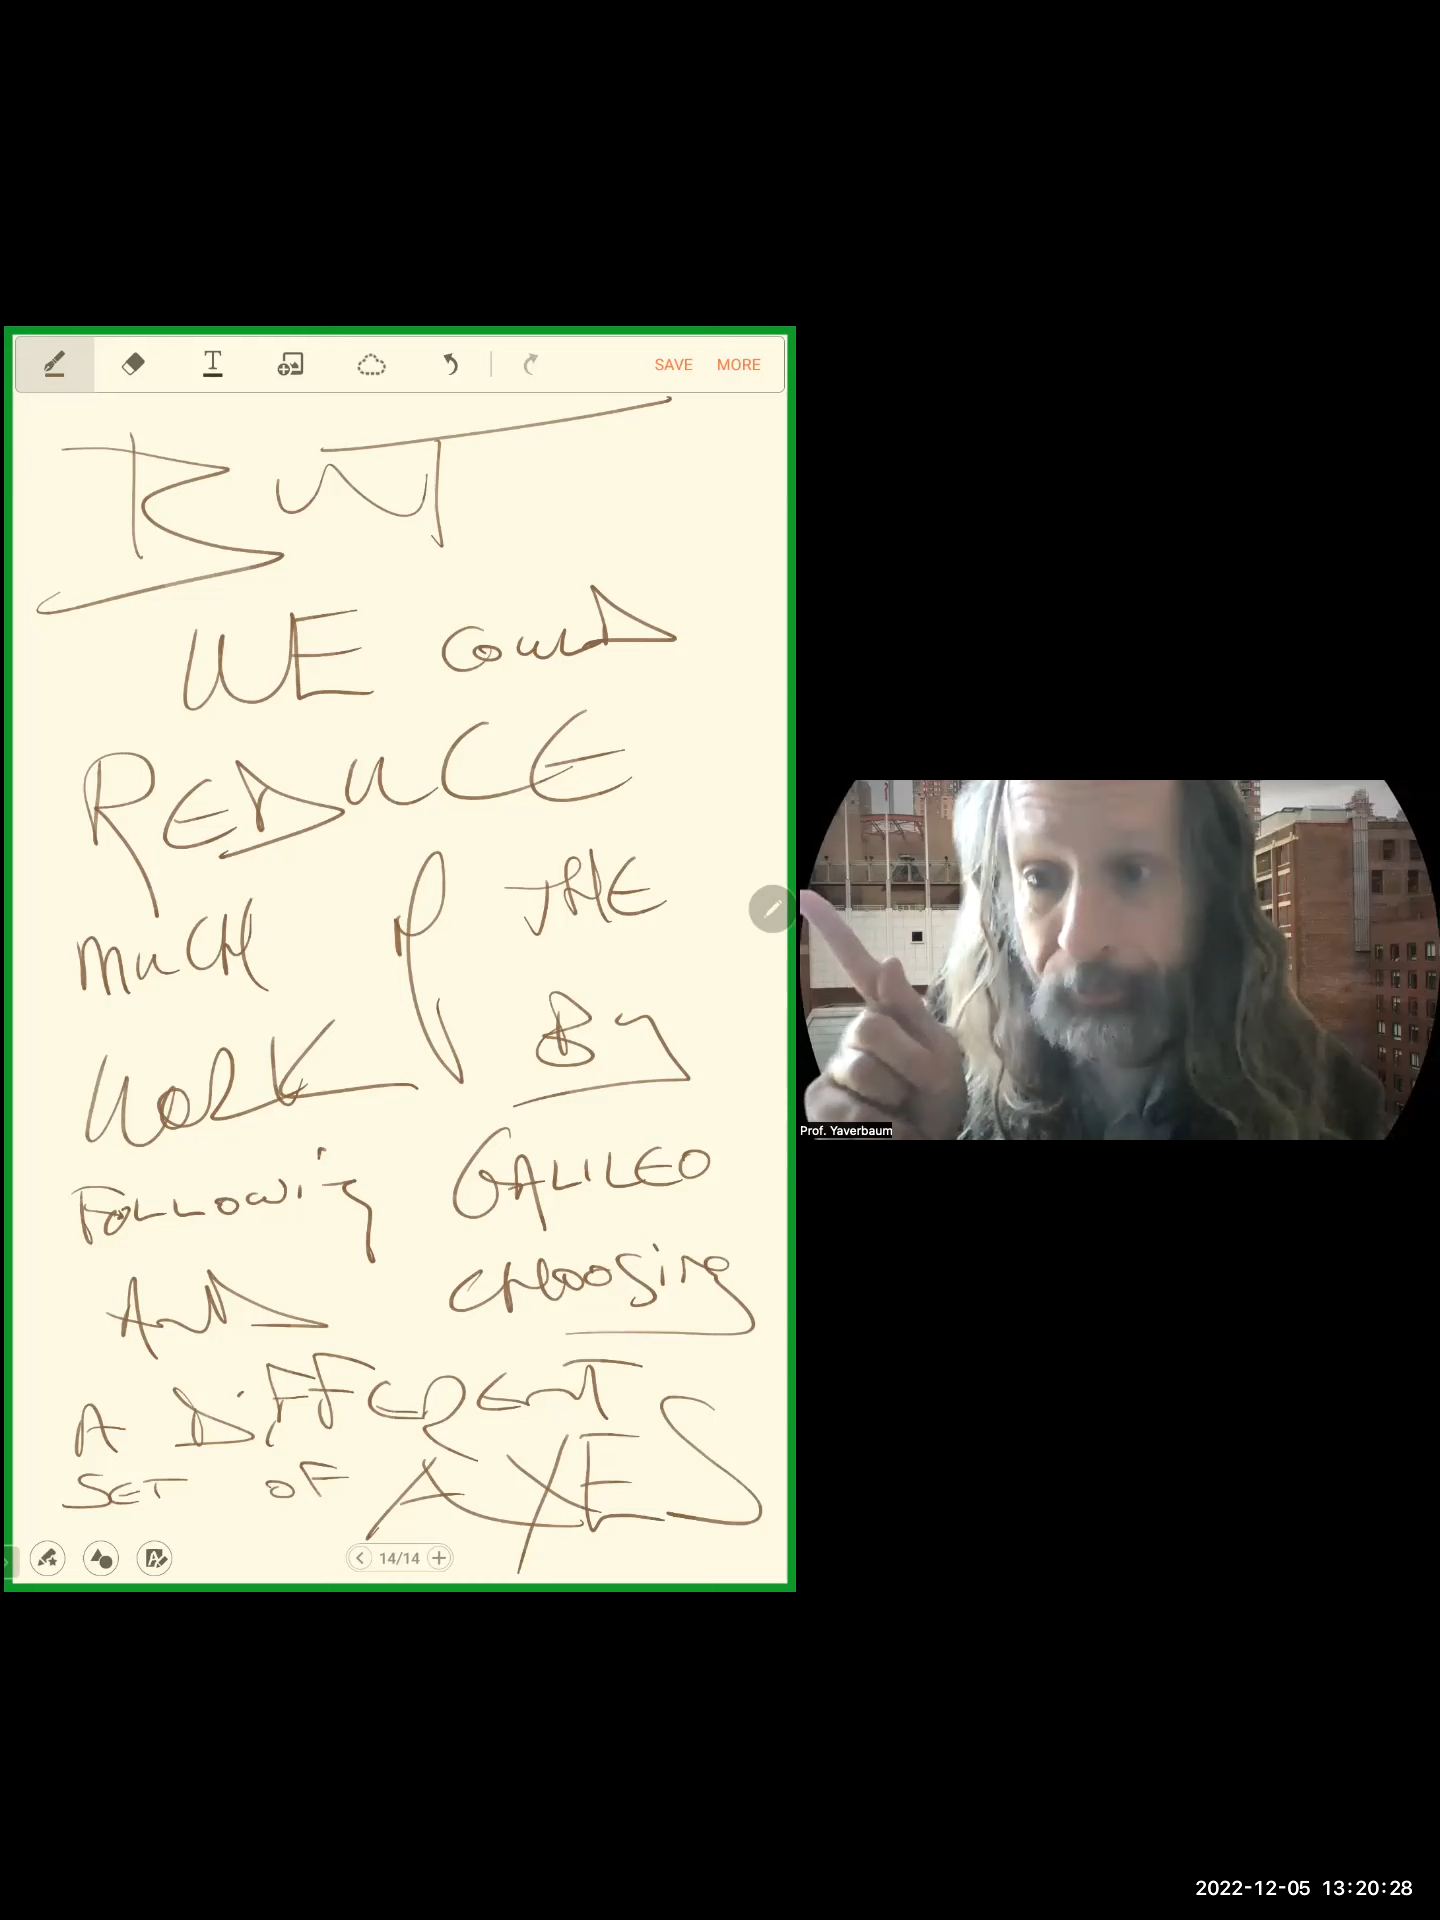 SAVE MORE
BUT
WE COULD
REDUCE
MUCH OF THE
WORK BY
FOLLOWING GALILEO
AND CHOOSING
A DIFFERENT
SET OF AXES
14/14
Prof. Yaverbaum
2022-12-05 13:20:28